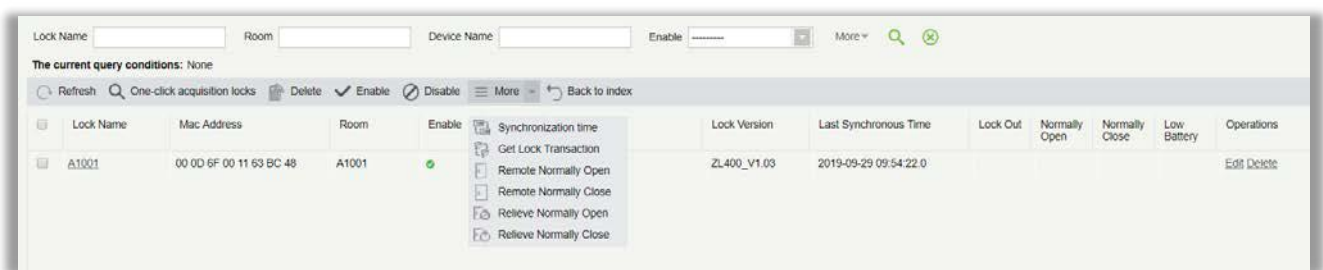 Lock Name Room Device Name Enable --------- More
The current query conditions: None
Refresh One-click acquisition locks Delete Enable Disable More Back to index
Lock Name Mac Address Room Enable Lock Version Last Synchronous Time Lock Out Normally Open Normally Close Low Battery Operations
A1001 00 0D 6F 00 11 63 BC 48 A1001 ZL400_V1.03 2019-09-29 09:54:22.0 Edit Delete
Synchronization time
Get Lock Transaction
Remote Normally Open
Remote Normally Close
Relieve Normally Open
Relieve Normally Close